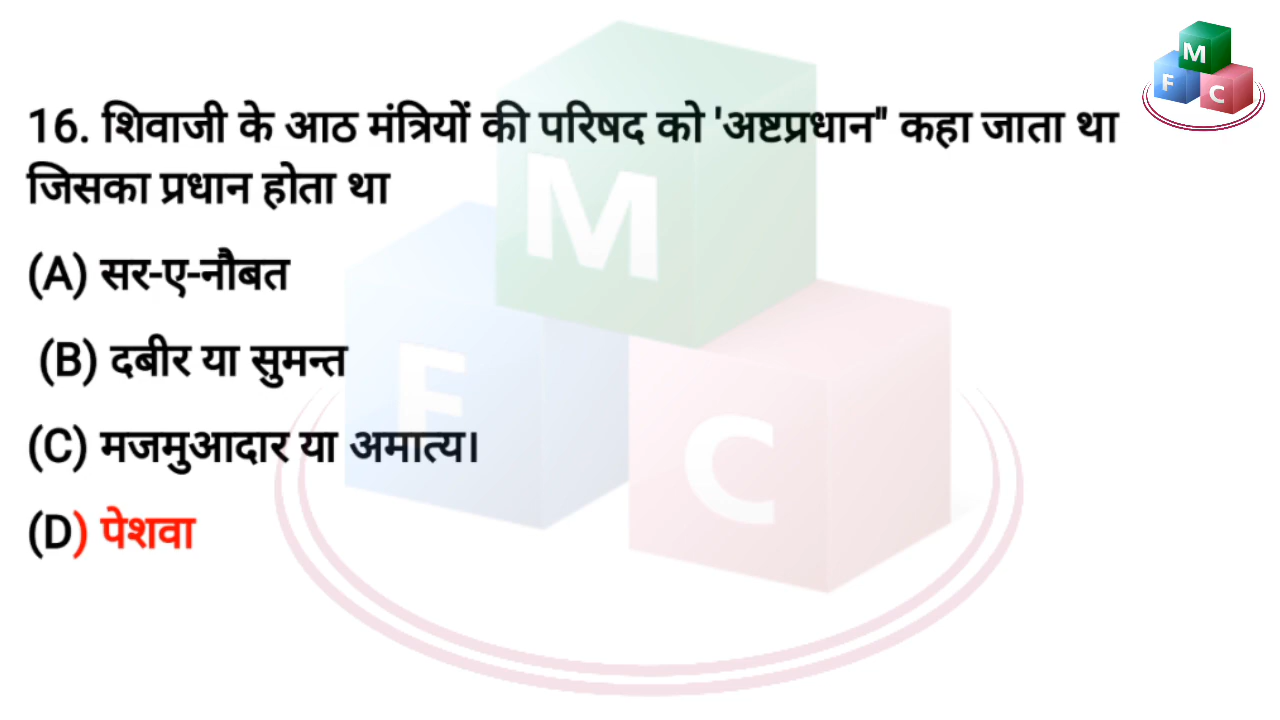 M
F
C
16. शिवाजी के आठ मंत्रियों की परिषद को 'अष्टप्रधान" कहा जाता था
जिसका प्रधान होता था
(A) सर-ए-नौबत
(B) दबीर या सुमन्त
(C) मजमुआदार या अमात्य।
(D) पेशवा
M
F
C